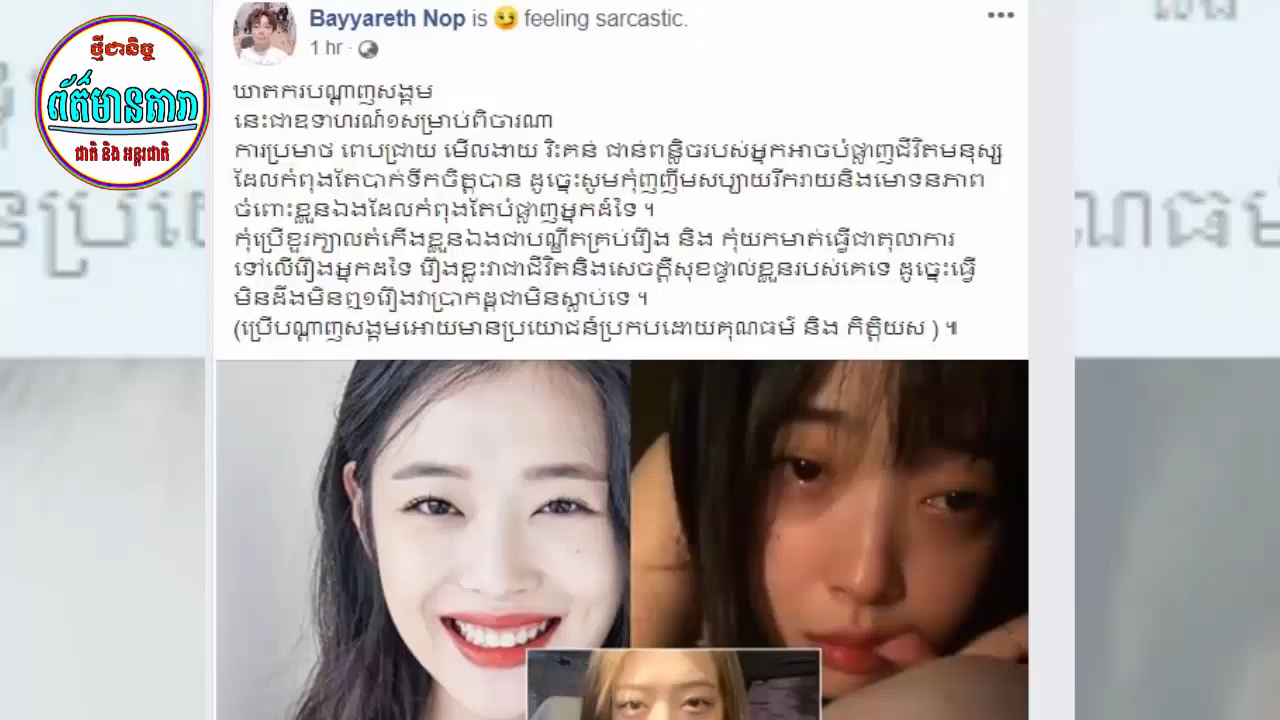 ថ្មីជានិច្ច
ព័ត៌មានតារា
ជាតិ និង អន្តរជាតិ
Bayyareth Nop is feeling sarcastic.
1 hr
ឃាតករបណ្តាញសង្គម
នេះជាឧទាហរណ៍១សម្រាប់ពិចារណា
ការប្រមាថ ពេបជ្រាយ មើលងាយ រិះគន់ ជាន់ពន្លិចរបស់អ្នកអាចបំផ្លាញជីវិតមនុស្ស
ដែលកំពុងតែបាក់ទឹកចិត្តបាន ដូច្នេះសូមកុំញញឹមសប្បាយរីករាយនិងមោទនភាព
ចំពោះខ្លួនឯងដែលកំពុងតែបំផ្លាញអ្នកដ៍ទៃ ។
កុំប្រើខួរក្បាលតំកើងខ្លួនឯងជាបណ្ឌឹតគ្រប់រឿង និង កុំយកមាត់ធ្វើជាតុលាការ
ទៅលើរឿងអ្នកដទៃ រឿងខ្លះវាជាជីវិតនិងសេចក្តីសុខផ្ទាល់ខ្លួនរបស់គេទេ ដូច្នេះធ្វើ
មិនដឹងមិនឮ១រឿងវាប្រាកដ្ដជាមិនស្លាប់ទេ ។
(ប្រើបណ្តាញសង្គមអោយមានប្រយោជន៍ប្រកបដោយគុណធម៌ និង កិត្តិយស ) ៕